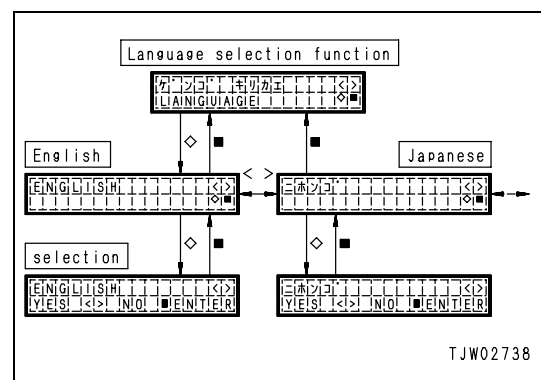 Language selection function
ゲンゴ キリカエ <>
LANGUAGE ◇■
◇ ■ ■
English
Japanese
ENGLISH <>
◇■
< >
ニホンゴ <>
◇■
◇ ■ ◇ ■
selection
ENGLISH <>
YES <> NO ■ENTER
ニホンゴ <>
YES <> NO ■ENTER
TJW02738